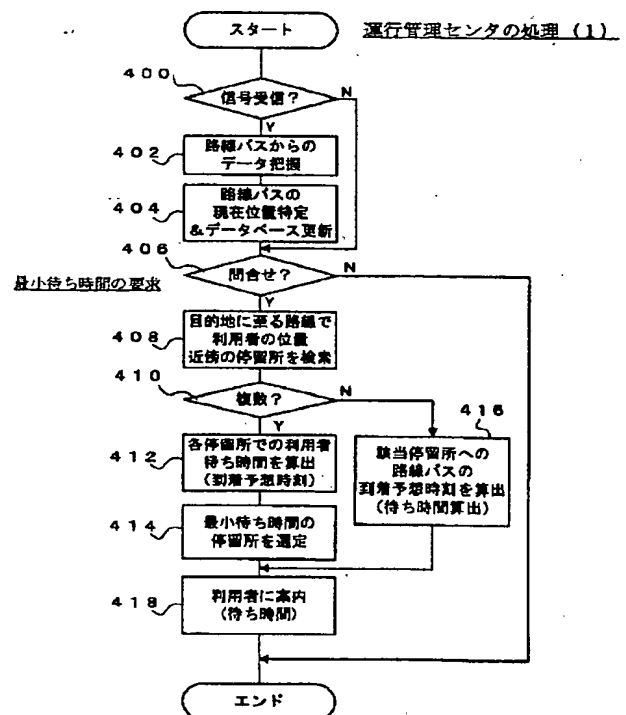 スタート
運行管理センタの処理 (1)
400
信号受信?
N
Y
402
路線バスからの
データ把握
404
路線バスの
現在位置特定
&データベース更新
406
問合せ?
N
最小待ち時間の要求
Y
408
目的地に至る路線で
利用者の位置
近傍の停留所を検索
410
複数?
N
Y
412
各停留所での利用者
待ち時間を算出
(到着予想時刻)
416
該当停留所への
路線バスの
到着予想時刻を算出
(待ち時間算出)
414
最小待ち時間の
停留所を選定
418
利用者に案内
(待ち時間)
エンド